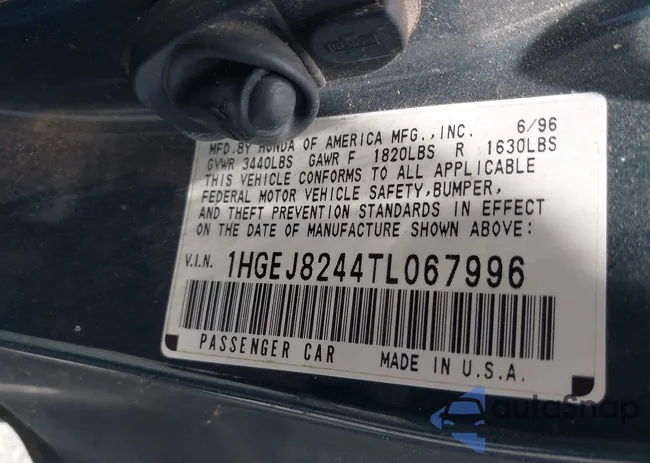 MFD.BY HONDA OF AMERICA MFG.,INC. 6/96
GVWR 3440LBS GAWR F 1820LBS R 1630LBS
THIS VEHICLE CONFORMS TO ALL APPLICABLE
FEDERAL MOTOR VEHICLE SAFETY,BUMPER,
AND THEFT PREVENTION STANDARDS IN EFFECT
ON THE DATE OF MANUFACTURE SHOWN ABOVE:
V.I.N. 1HGEJ8244TL067996
PASSENGER CAR MADE IN U.S.A.
autoSnap